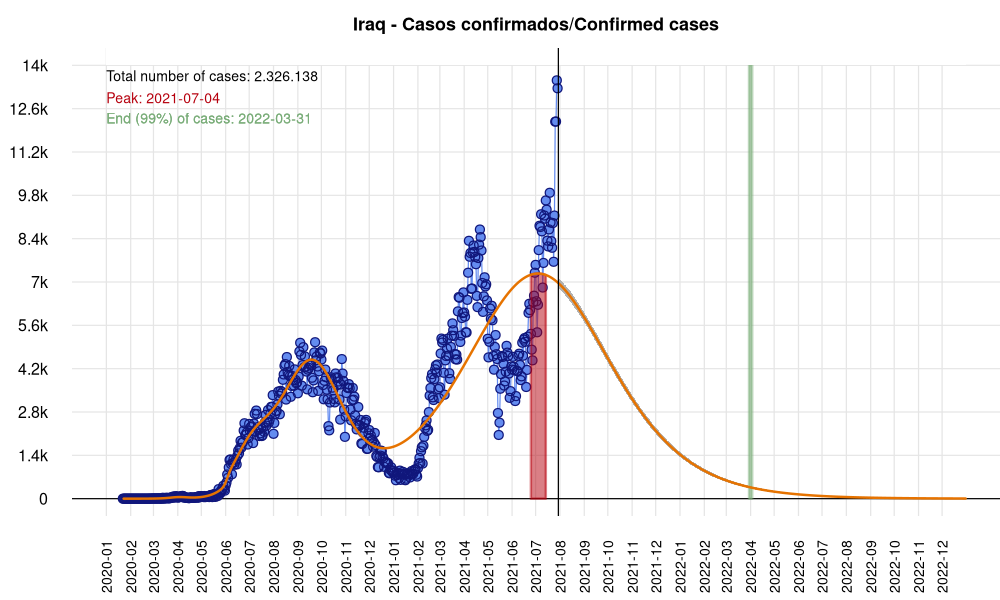 Iraq - Casos confirmados/Confirmed cases
Total number of cases: 2.326.138
Peak: 2021-07-04
End (99%) of cases: 2022-03-31
14k
12.6k
11.2k
9.8k
8.4k
7k
5.6k
4.2k
2.8k
1.4k
0
2020-01
2020-02
2020-03
2020-04
2020-05
2020-06
2020-07
2020-08
2020-09
2020-10
2020-11
2020-12
2021-01
2021-02
2021-03
2021-04
2021-05
2021-06
2021-07
2021-08
2021-09
2021-10
2021-11
2021-12
2022-01
2022-02
2022-03
2022-04
2022-05
2022-06
2022-07
2022-08
2022-09
2022-10
2022-11
2022-12